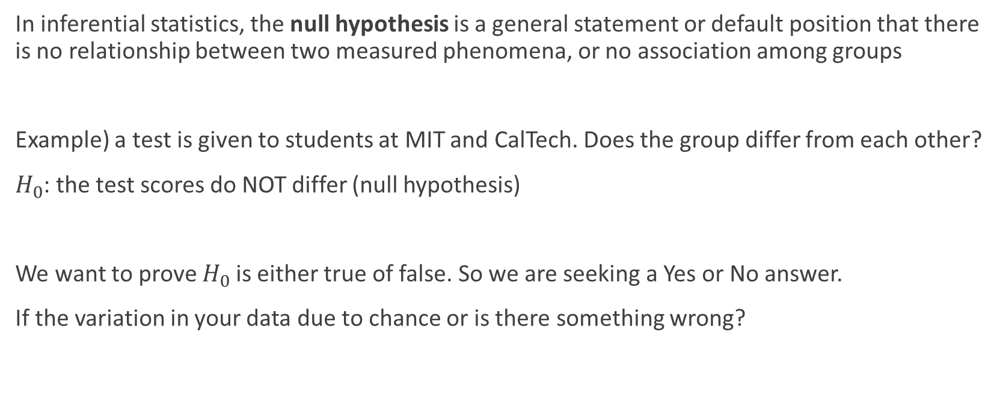 In inferential statistics, the null hypothesis is a general statement or default position that there
is no relationship between two measured phenomena, or no association among groups
Example) a test is given to students at MIT and CalTech. Does the group differ from each other?
H₀: the test scores do NOT differ (null hypothesis)
We want to prove H₀ is either true of false. So we are seeking a Yes or No answer.
If the variation in your data due to chance or is there something wrong?